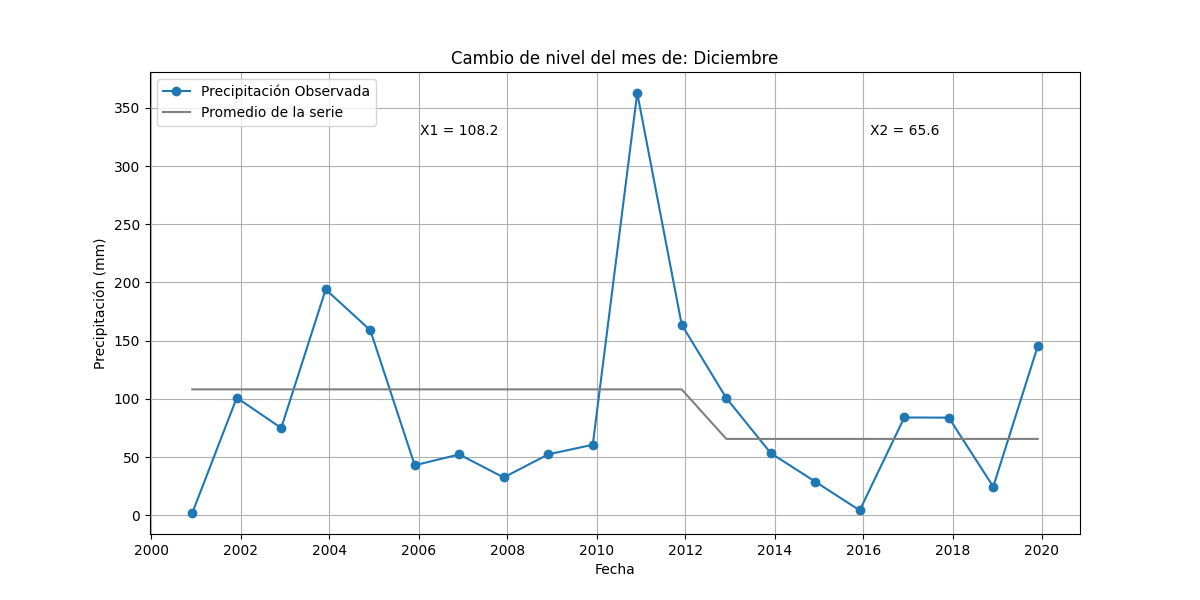 Cambio de nivel del mes de: Diciembre
Precipitación Observada
Promedio de la serie
X1 = 108.2
X2 = 65.6
Precipitación (mm)
350
300
250
200
150
100
50
0
2000 2002 2004 2006 2008 2010 2012 2014 2016 2018 2020
Fecha